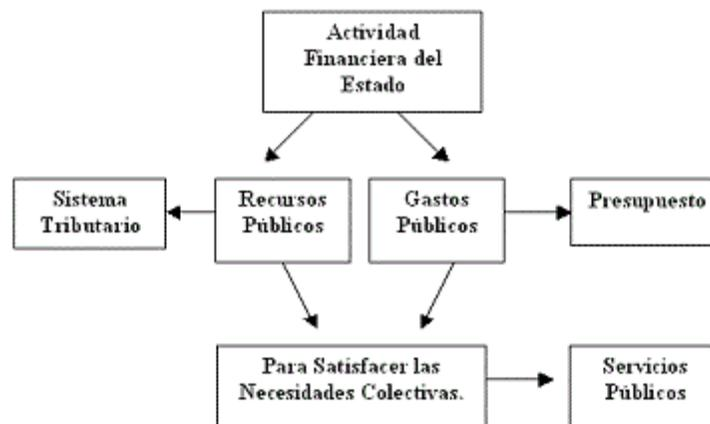 Actividad
Financiera del
Estado
Sistema
Tributario
Recursos
Públicos
Gastos
Públicos
Presupuesto
Para Satisfacer las
Necesidades Colectivas.
Servicios
Públicos